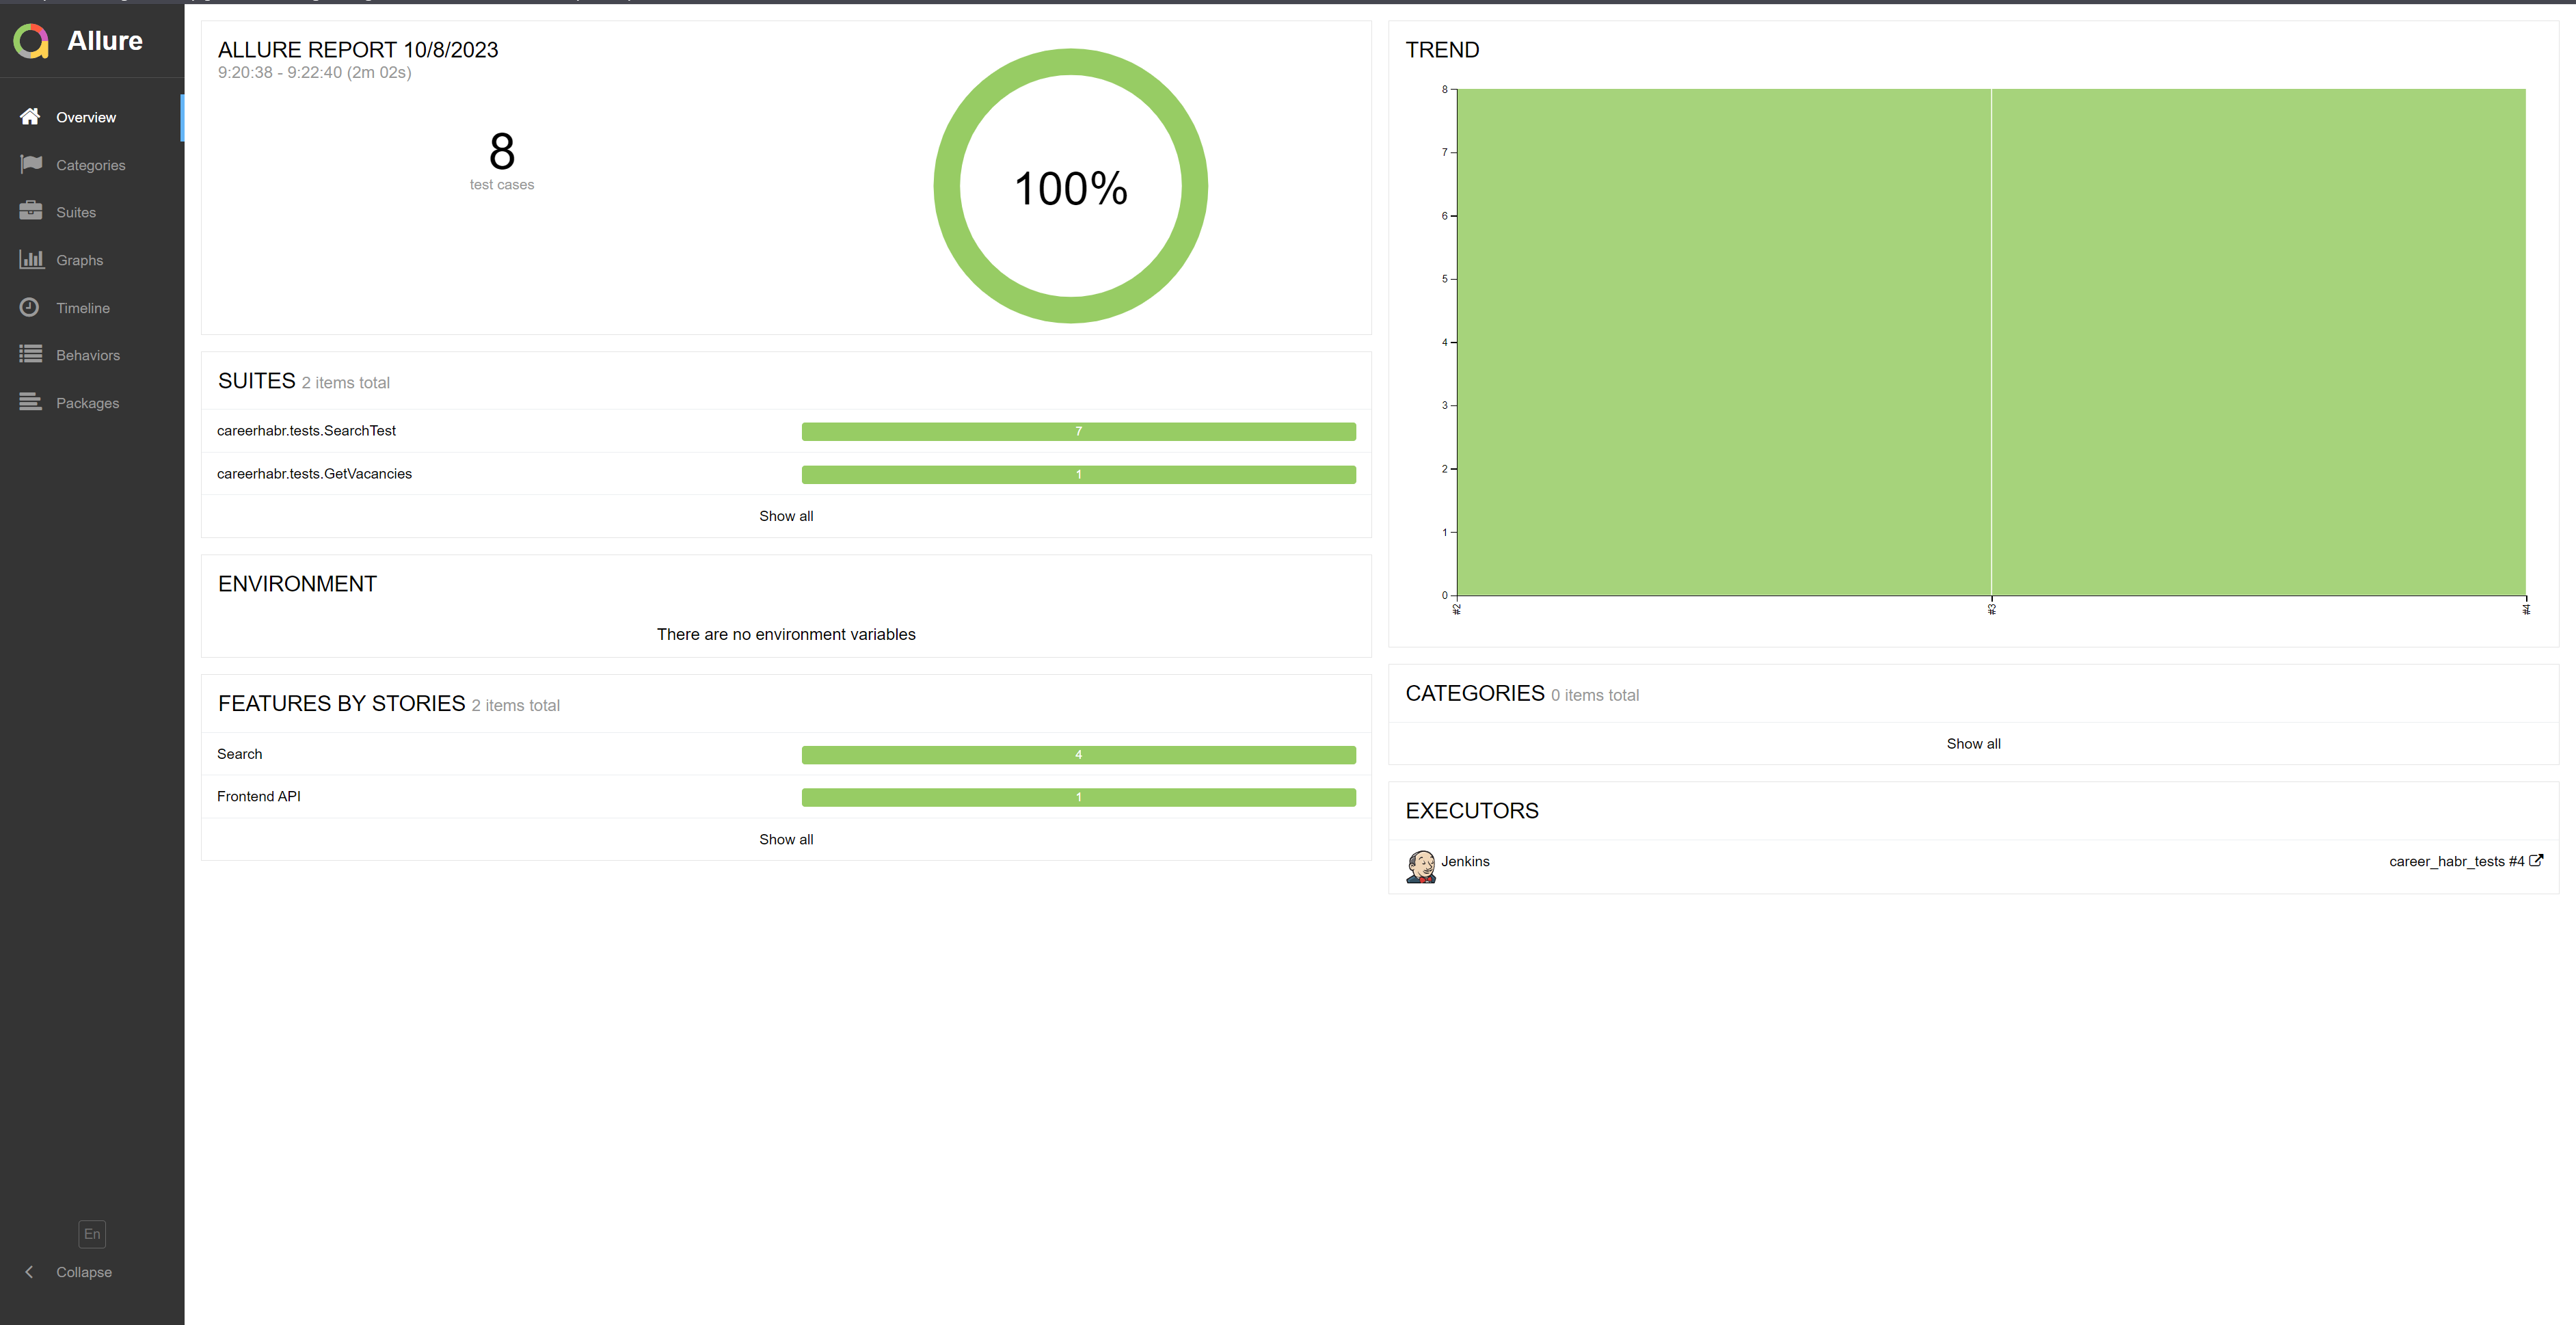 Allure
Overview
Categories
Suites
Graphs
Timeline
Behaviors
Packages
En
Collapse
ALLURE REPORT 10/8/2023
9:20:38 - 9:22:40 (2m 02s)
8
test cases
100%
SUITES 2 items total
careerhabr.tests.SearchTest 7
careerhabr.tests.GetVacancies 1
Show all
ENVIRONMENT
There are no environment variables
FEATURES BY STORIES 2 items total
Search 4
Frontend API 1
Show all
TREND
8
7
6
5
4
3
2
1
0
#2 #3 #4
CATEGORIES 0 items total
Show all
EXECUTORS
Jenkins career_habr_tests #4